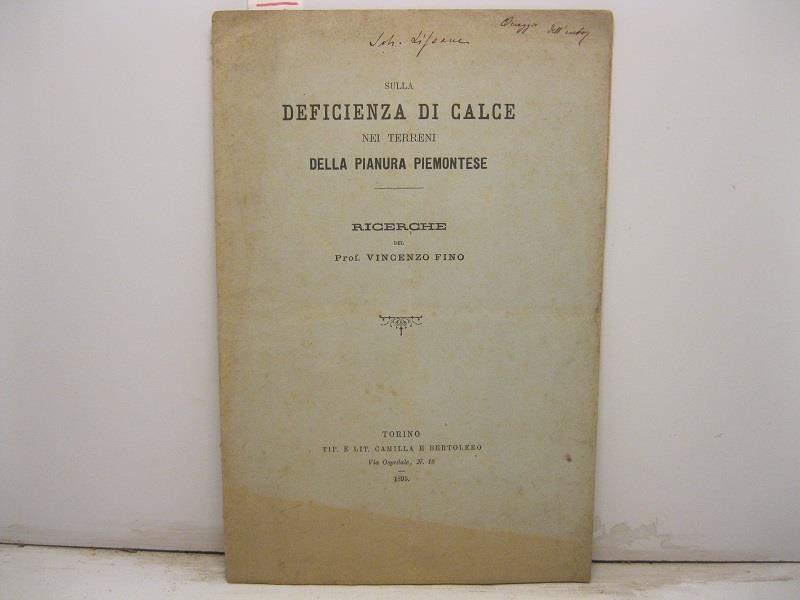 Omaggio dell'autor
SULLA
DEFICIENZA DI CALCE
NEI TERRENI
DELLA PIANURA PIEMONTESE
RICERCHE
DEL
Prof. VINCENZO FINO
TORINO
TIP. E LIT. CAMILLA E BERTOLERO
Via Ospedale, N. 18
1895.